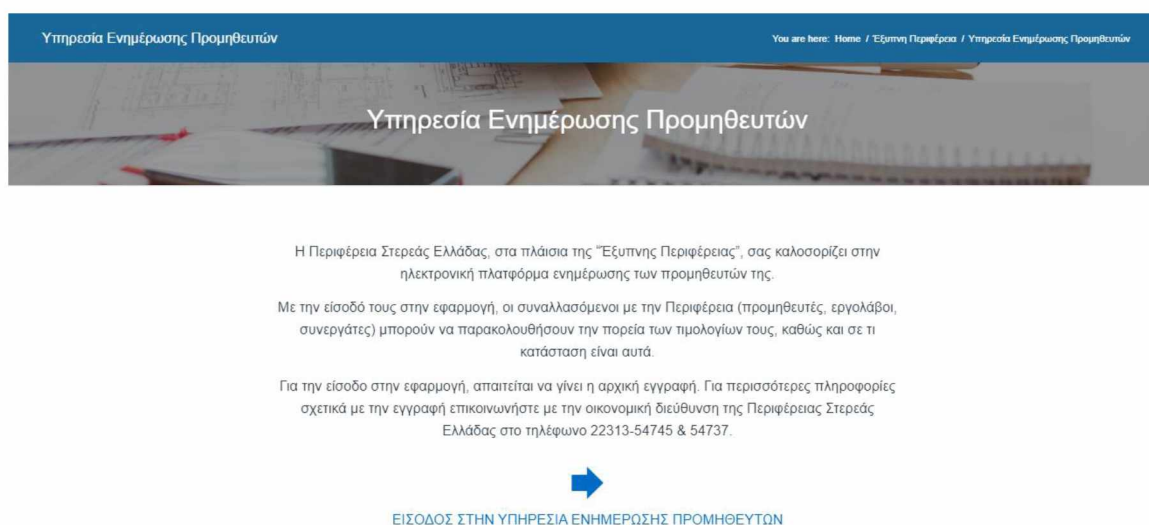 Υπηρεσία Ενημέρωσης Προμηθευτών
You are here: Home / Έξυπνη Περιφέρεια / Υπηρεσία Ενημέρωσης Προμηθευτών
Υπηρεσία Ενημέρωσης Προμηθευτών
Η Περιφέρεια Στερεάς Ελλάδας, στα πλάισια της “Έξυπνης Περιφέρειας”, σας καλοσορίζει στην
ηλεκτρονική πλατφόρμα ενημέρωσης των προμηθευτών της.
Με την είσοδό τους στην εφαρμογή, οι συναλλασόμενοι με την Περιφέρεια (προμηθευτές, εργολάβοι,
συνεργάτες) μπορούν να παρακολουθήσουν την πορεία των τιμολογίων τους, καθώς και σε τι
κατάσταση είναι αυτά.
Για την είσοδο στην εφαρμογή, απαιτείται να γίνει η αρχική εγγραφή. Για περισσότερες πληροφορίες
σχετικά με την εγγραφή επικοινωνήστε με την οικονομική διεύθυνση της Περιφέρειας Στερεάς
Ελλάδας στο τηλέφωνο 22313-54745 & 54737.
ΕΙΣΟΔΟΣ ΣΤΗΝ ΥΠΗΡΕΣΙΑ ΕΝΗΜΕΡΩΣΗΣ ΠΡΟΜΗΘΕΥΤΩΝ